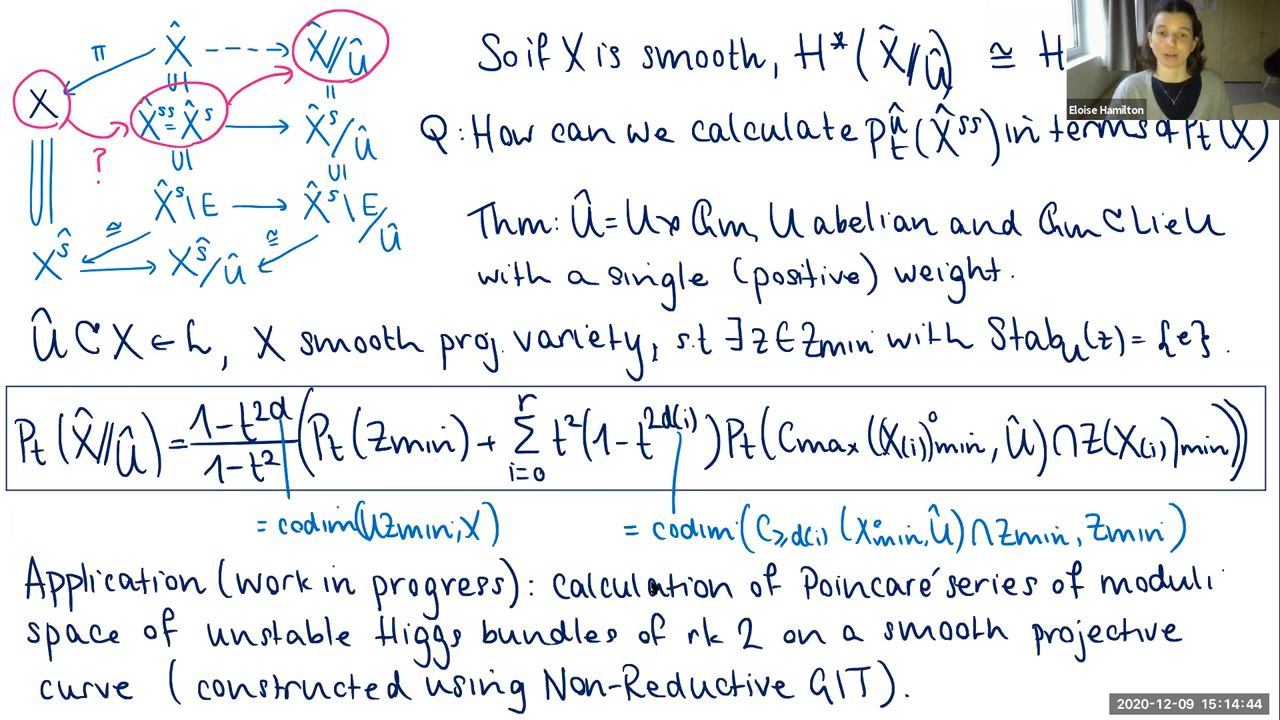 π X̂ ⇢ X̂//Û
X ? X̂ˢˢ = X̂ˢ → X̂ˢ/Û
X̂ˢ\E → X̂ˢ\E/Û
≅ ≅
X^ŝ → X^ŝ/Û
So if X is smooth, H*(X̂//Û) ≅ H
Eloise Hamilton
Q: How can we calculate P_t^Û(X̂ˢˢ) in terms of P_t(X)
Thm: Û = U ⋊ Gm, U abelian and Gm ↷ Lie U
with a single (positive) weight.
Û ↷ X ← L, X smooth proj. variety, s.t ∃ z ∈ Zmin with Stab_U(z) = {e}.
P_t(X̂//Û) = (1-t^{2d})/(1-t²) (P_t(Zmin) + Σ_{i=0}^{r} t²(1-t^{2d(i)}) P_t(Cmax((X(i))⁰min, Û) ∩ Z(X(i))min))
= codim(UZmin, X) = codim(C≥d(i)(X⁰min, Û) ∩ Zmin, Zmin)
Application (work in progress): calculation of Poincaré series of moduli
space of unstable Higgs bundles of rk 2 on a smooth projective
curve (constructed using Non-Reductive GIT).
2020-12-09 15:14:44